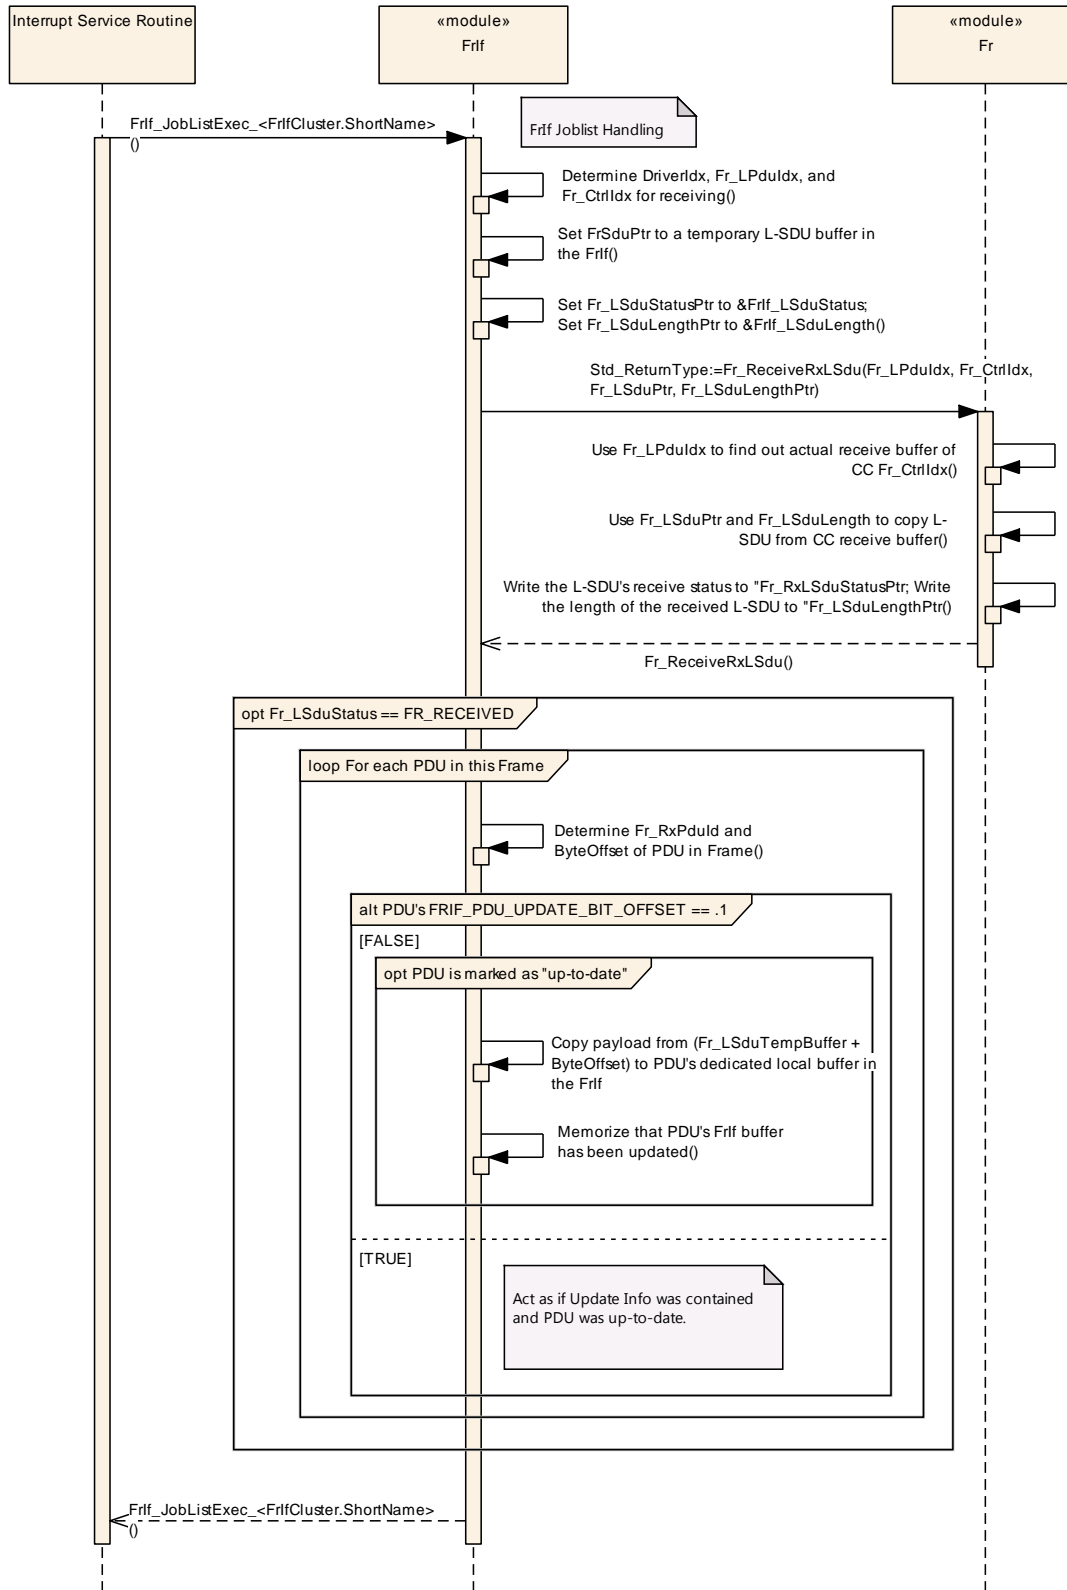 Interrupt Service Routine
«module»
FrIf
«module»
Fr
FrIf_JobListExec_<FrIfCluster.ShortName>
()
FrIf Joblist Handling
Determine DriverIdx, Fr_LPduIdx, and
Fr_CtrlIdx for receiving()
Set FrSduPtr to a temporary L-SDU buffer in
the FrIf()
Set Fr_LSduStatusPtr to &FrIf_LSduStatus;
Set Fr_LSduLengthPtr to &FrIf_LSduLength()
Std_ReturnType:=Fr_ReceiveRxLSdu(Fr_LPduIdx, Fr_CtrlIdx,
Fr_LSduPtr, Fr_LSduLengthPtr)
Use Fr_LPduIdx to find out actual receive buffer of
CC Fr_CtrlIdx()
Use Fr_LSduPtr and Fr_LSduLength to copy L-
SDU from CC receive buffer()
Write the L-SDU's receive status to "Fr_RxLSduStatusPtr; Write
the length of the received L-SDU to "Fr_LSduLengthPtr()
Fr_ReceiveRxLSdu()
opt Fr_LSduStatus == FR_RECEIVED
loop For each PDU in this Frame
Determine Fr_RxPduId and
ByteOffset of PDU in Frame()
alt PDU's FRIF_PDU_UPDATE_BIT_OFFSET == .1
[FALSE]
opt PDU is marked as "up-to-date"
Copy payload from (Fr_LSduTempBuffer +
ByteOffset) to PDU's dedicated local buffer in
the FrIf
Memorize that PDU's FrIf buffer
has been updated()
[TRUE]
Act as if Update Info was contained
and PDU was up-to-date.
FrIf_JobListExec_<FrIfCluster.ShortName>
()